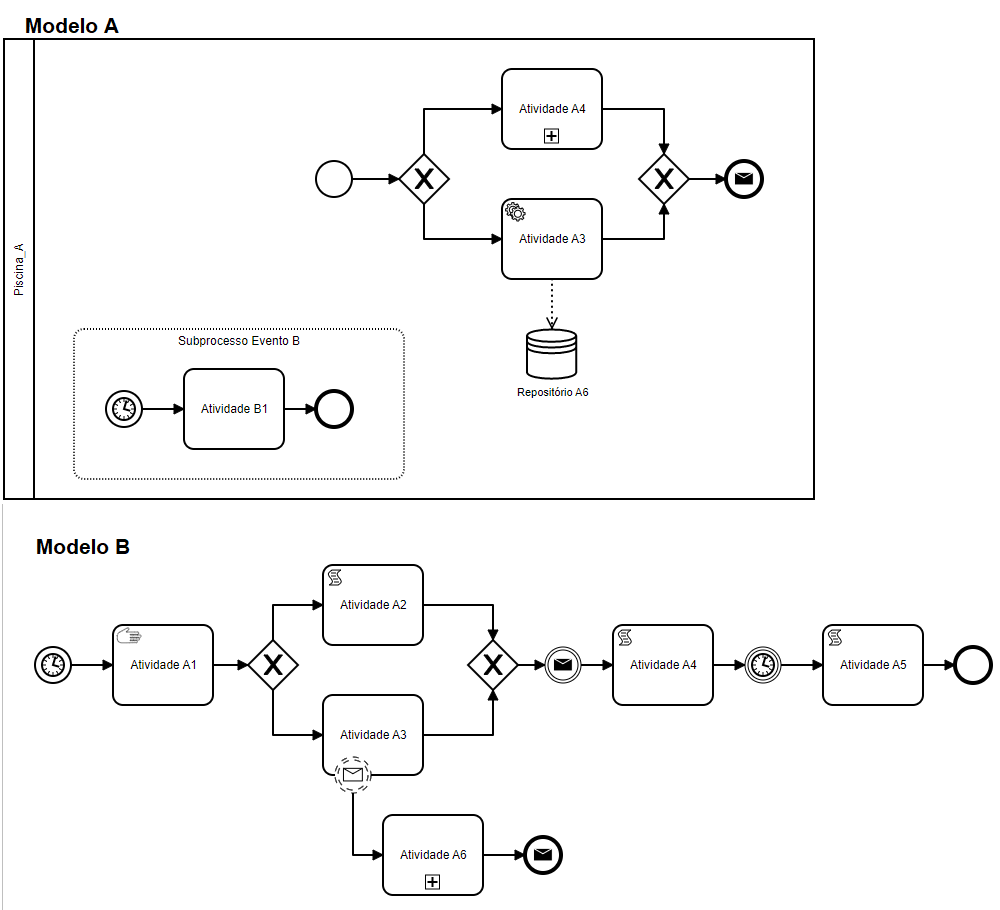 Modelo A
Piscina_A
Atividade A4
Atividade A3
Repositório A6
Subprocesso Evento B
Atividade B1
Modelo B
Atividade A1
Atividade A2
Atividade A3
Atividade A4
Atividade A5
Atividade A6